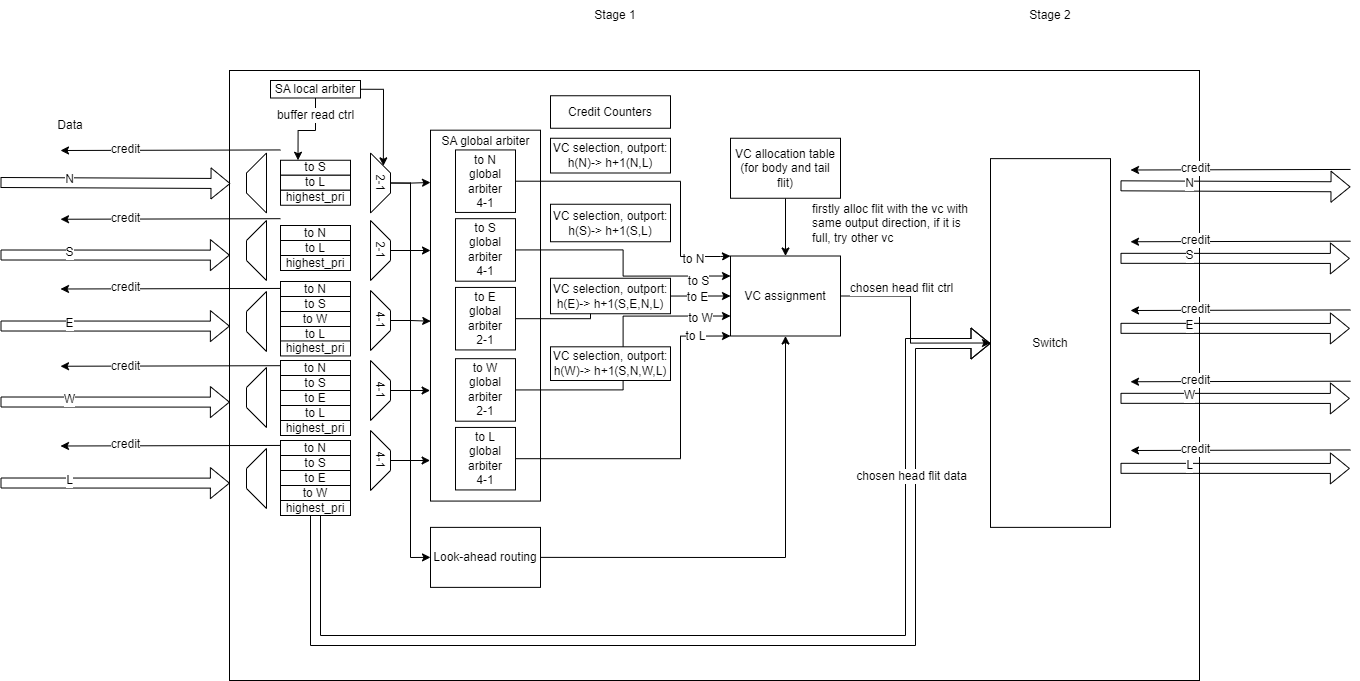 Stage 1
Stage 2
SA local arbiter
buffer read ctrl
Data
credit
N
credit
S
credit
E
credit
W
credit
L
to S
to L
highest_pri
to N
to L
highest_pri
to N
to S
to W
to L
highest_pri
to N
to S
to E
to L
highest_pri
to N
to S
to E
to W
highest_pri
2-1
2-1
4-1
4-1
4-1
SA global arbiter
to N
global
arbiter
4-1
to S
global
arbiter
4-1
to E
global
arbiter
2-1
to W
global
arbiter
2-1
to L
global
arbiter
4-1
Look-ahead routing
Credit Counters
VC selection, outport:
h(N)-> h+1(N,L)
VC selection, outport:
h(S)-> h+1(S,L)
VC selection, outport:
h(E)-> h+1(S,E,N,L)
VC selection, outport:
h(W)-> h+1(S,N,W,L)
to N
to S
to E
to W
to L
VC allocation table
(for body and tail
flit)
firstly alloc flit with the vc with
same output direction, if it is
full, try other vc
VC assignment
chosen head flit ctrl
chosen head flit data
Switch
credit
N
credit
S
credit
E
credit
W
credit
L